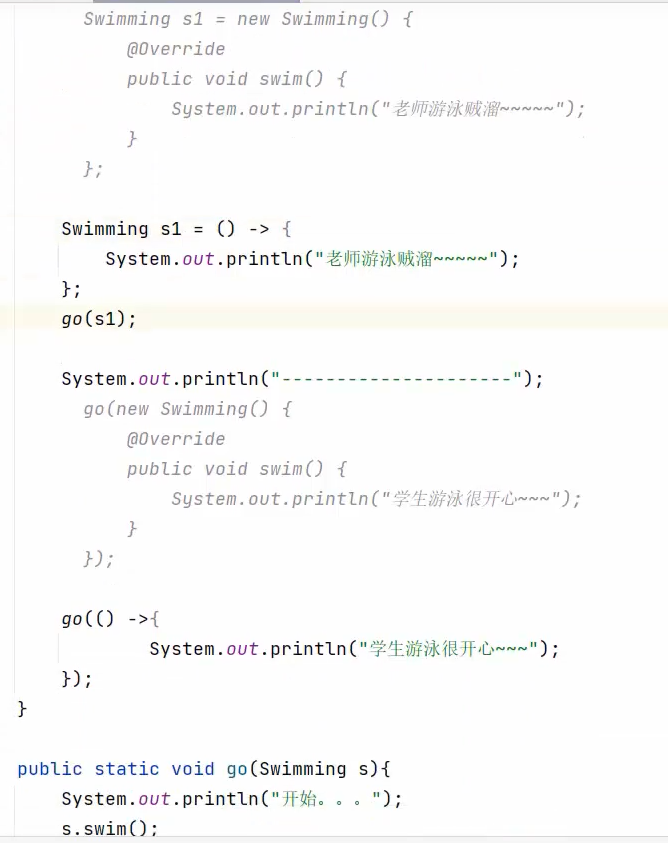 Swimming s1 = new Swimming() {
@Override
public void swim() {
System.out.println("老师游泳贼溜~~~~~");
}
};
Swimming s1 = () -> {
System.out.println("老师游泳贼溜~~~~~");
};
go(s1);
System.out.println("---------------------");
go(new Swimming() {
@Override
public void swim() {
System.out.println("学生游泳很开心~~~");
}
});
go(() ->{
System.out.println("学生游泳很开心~~~");
});
}
public static void go(Swimming s){
System.out.println("开始。。。");
s.swim();